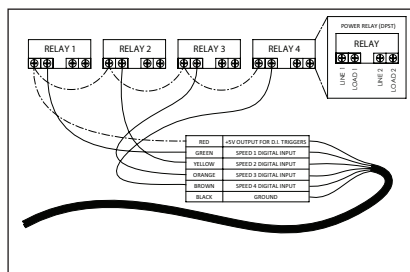 POWER RELAY (DPST)
RELAY 1
RELAY 2
RELAY 3
RELAY 4
RELAY
LINE 1
LOAD 1
LINE 2
LOAD 2
RED +5V OUTPUT FOR D.I. TRIGGERS
GREEN SPEED 1 DIGITAL INPUT
YELLOW SPEED 2 DIGITAL INPUT
ORANGE SPEED 3 DIGITAL INPUT
BROWN SPEED 4 DIGITAL INPUT
BLACK GROUND